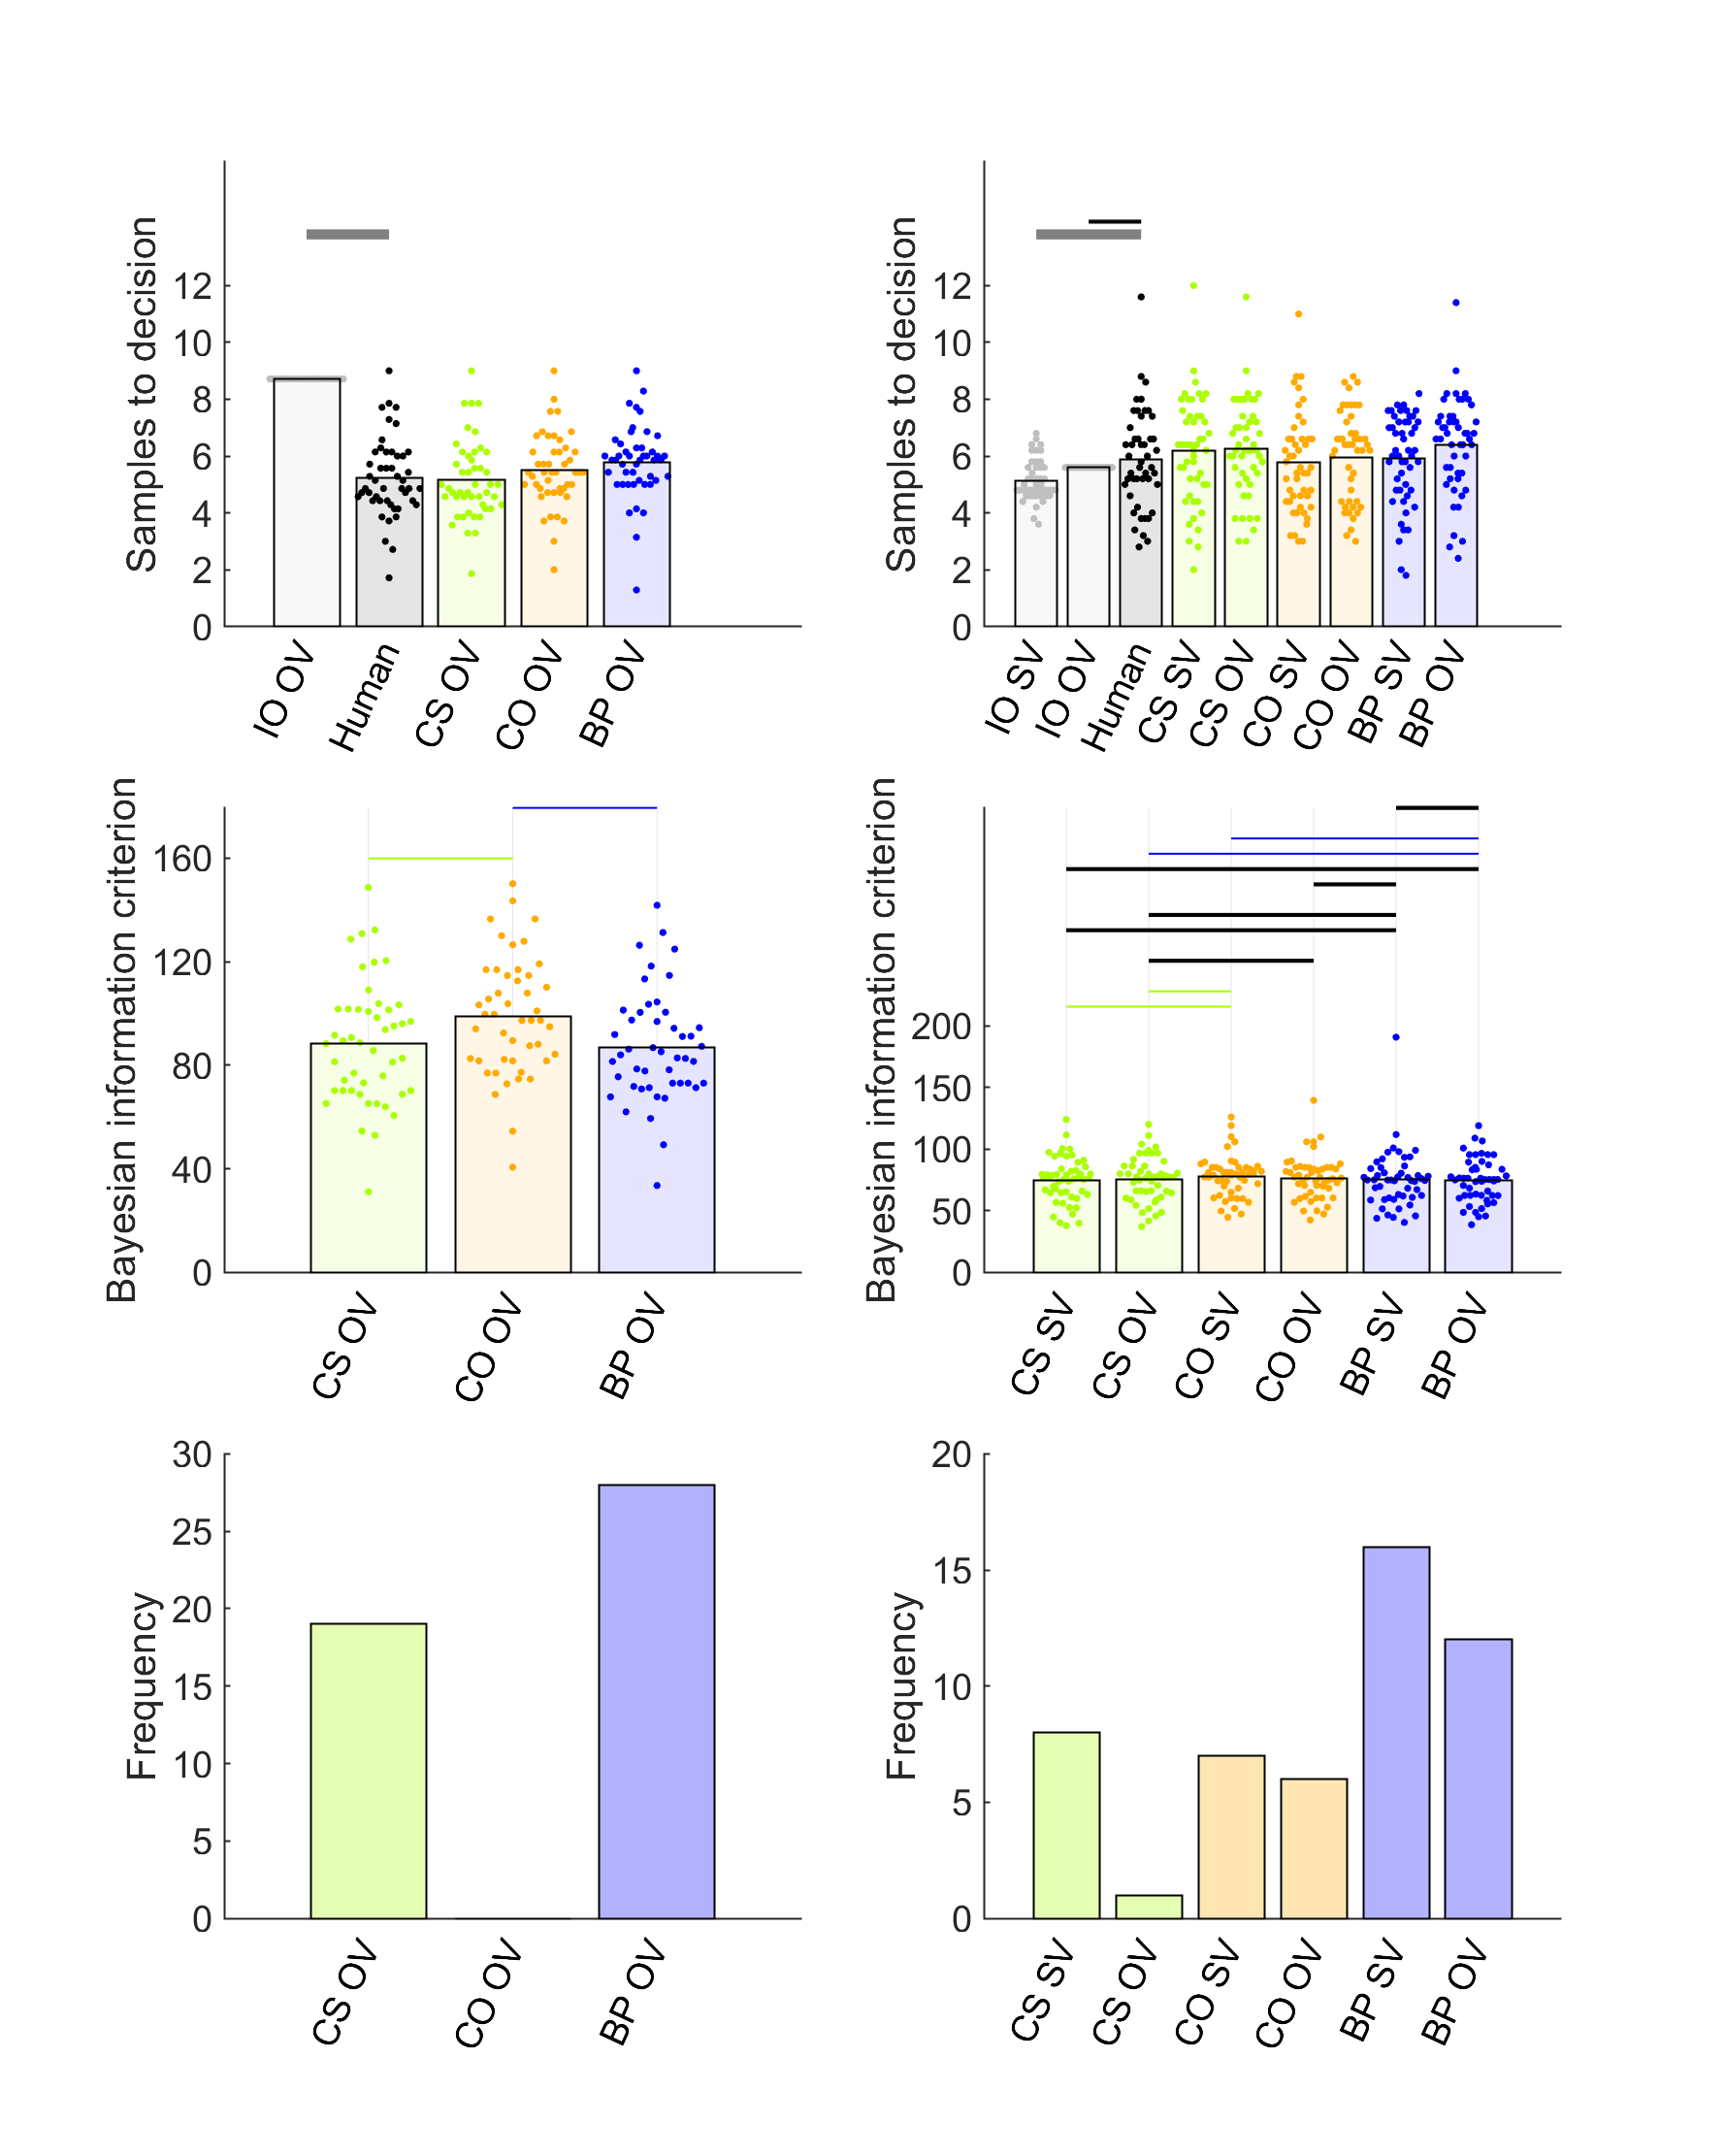 Samples to decision
12
10
8
6
4
2
0
IO OV
Human
CS OV
CO OV
BP OV
Samples to decision
12
10
8
6
4
2
0
IO SV
IO OV
Human
CS SV
CS OV
CO SV
CO OV
BP SV
BP OV
Bayesian information criterion
160
120
80
40
0
CS OV
CO OV
BP OV
Bayesian information criterion
200
150
100
50
0
CS SV
CS OV
CO SV
CO OV
BP SV
BP OV
Frequency
30
25
20
15
10
5
0
CS OV
CO OV
BP OV
Frequency
20
15
10
5
0
CS SV
CS OV
CO SV
CO OV
BP SV
BP OV